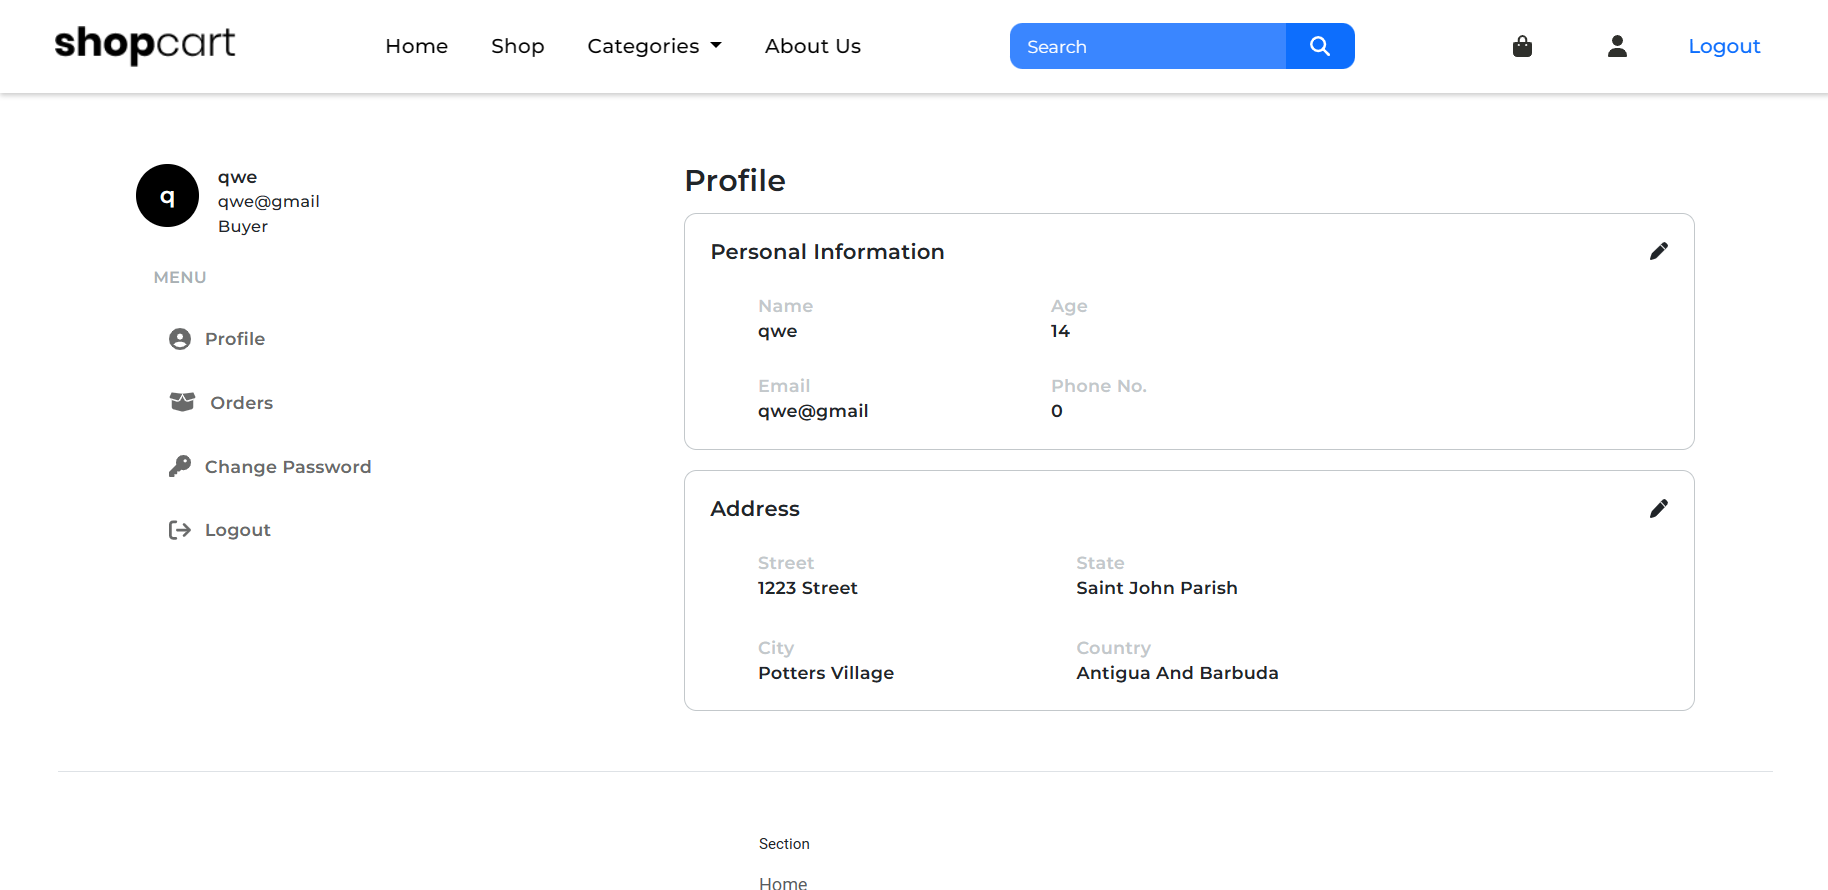 shopcart
Home Shop Categories About Us
Search
Logout
q
qwe
qwe@gmail
Buyer
MENU
Profile
Orders
Change Password
Logout
Profile
Personal Information
Name Age
qwe 14
Email Phone No.
qwe@gmail 0
Address
Street State
1223 Street Saint John Parish
City Country
Potters Village Antigua And Barbuda
Section
Home